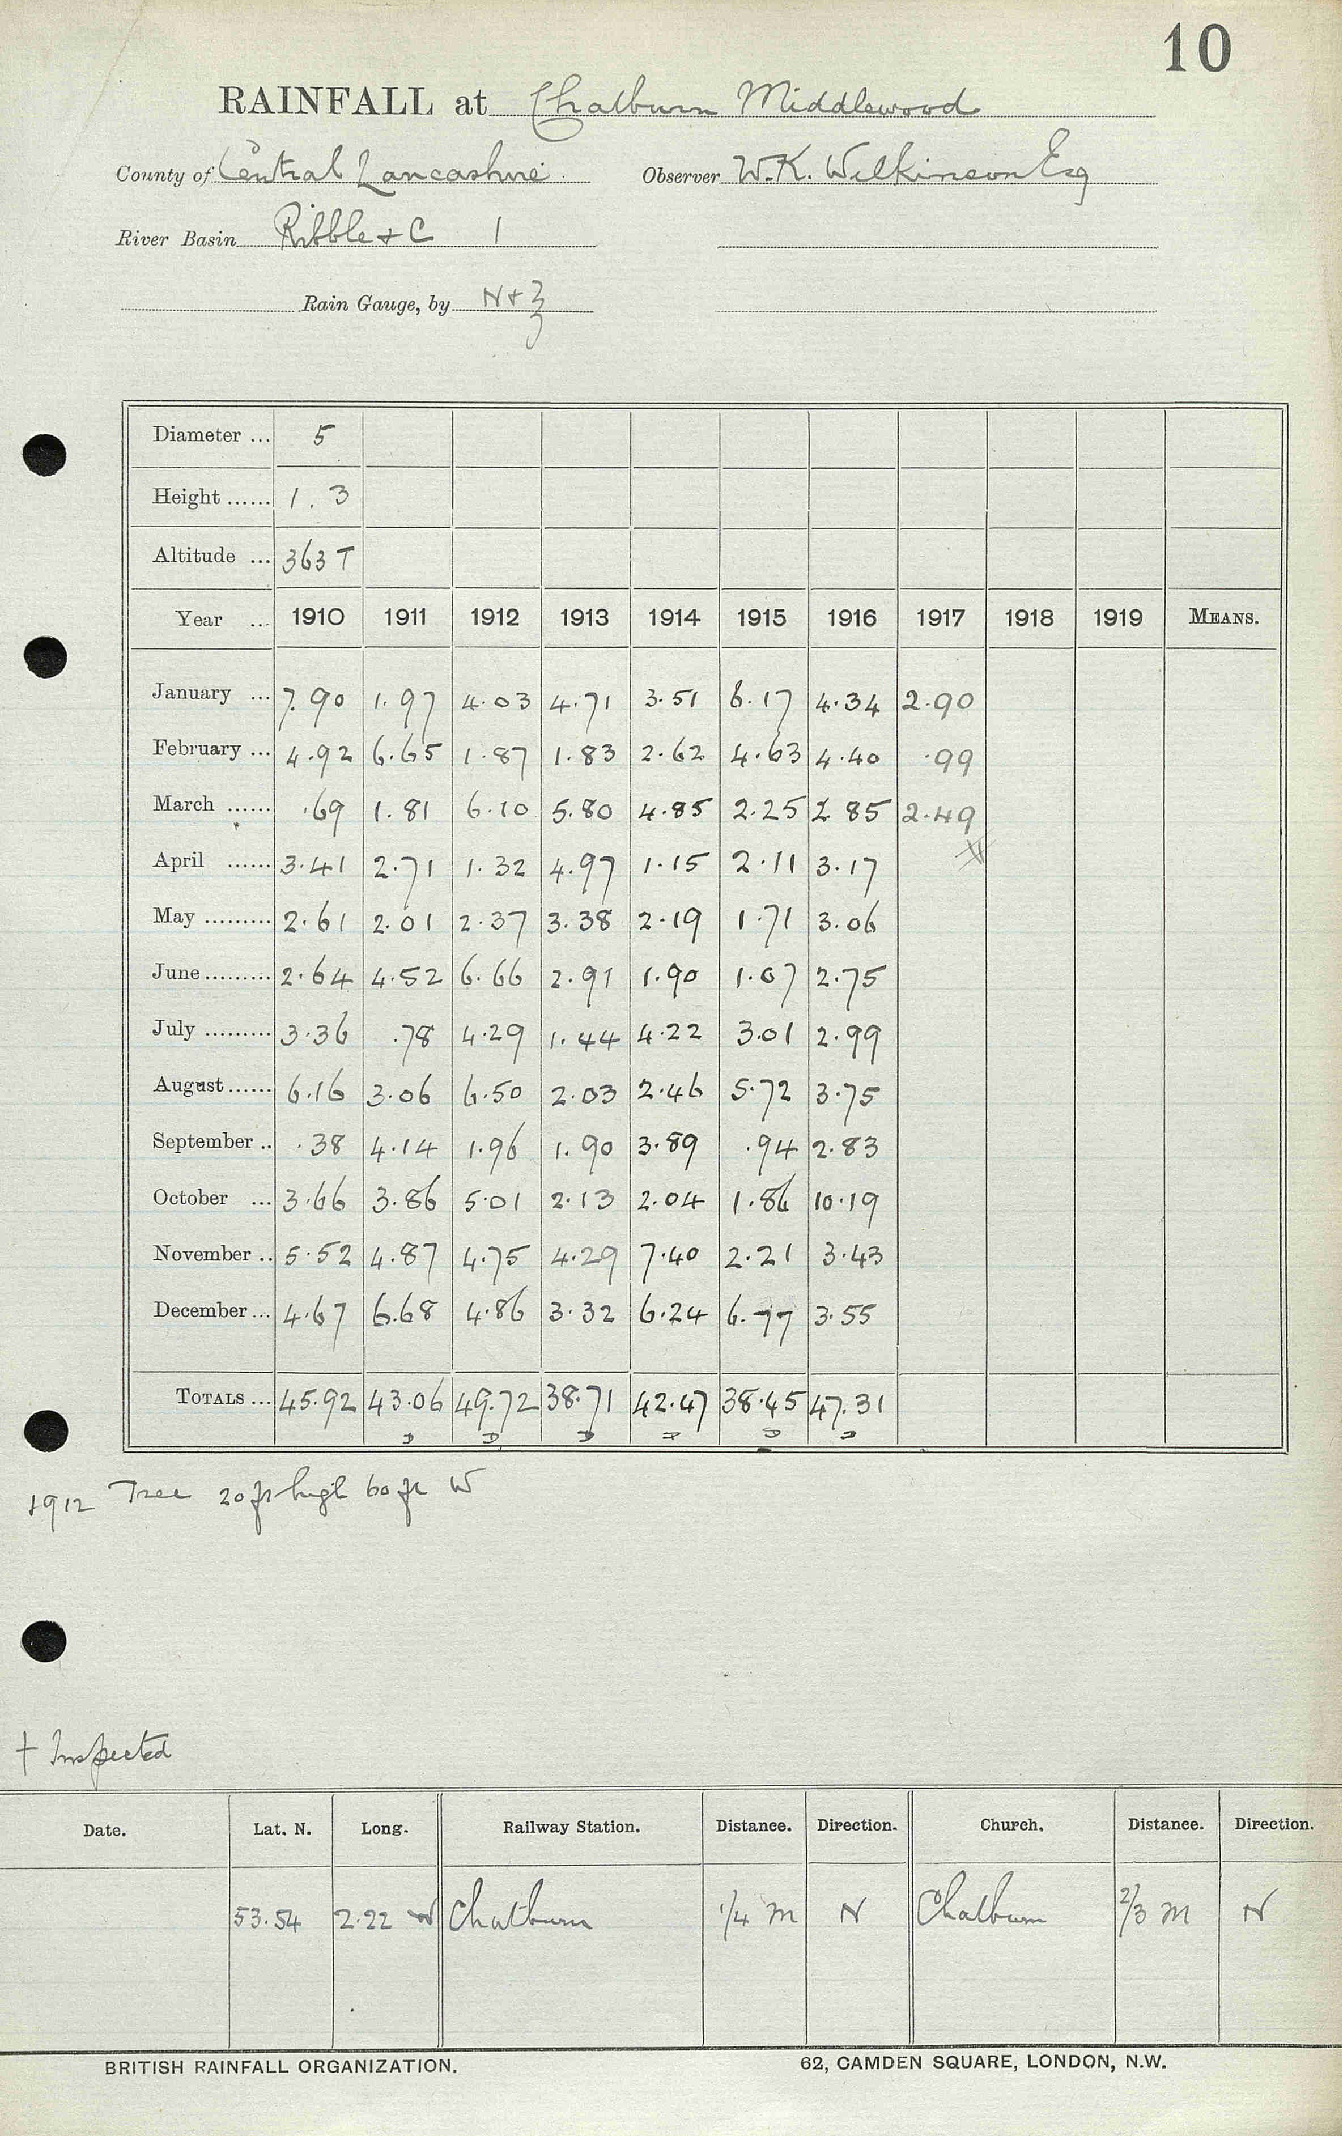 10
RAINFALL at Chatburn Middlewood
County of Central Lancashire. Observer W.K. Wilkinson Esq
River Basin Ribble + C 1
Rain Gauge, by N + Z
Diameter ... 5
Height ...... 1.3
Altitude ... 363 T
Year ... 1910 1911 1912 1913 1914 1915 1916 1917 1918 1919 MEANS.
January ... 7.90 1.97 4.03 4.71 3.51 6.17 4.34 2.90
February ... 4.92 6.65 1.87 1.83 2.62 4.63 4.40 .99
March ...... .69 1.81 6.10 5.80 4.85 2.25 2 85 2.49
April ...... 3.41 2.71 1.32 4.97 1.15 2.11 3.17
May ......... 2.61 2.01 2.37 3.38 2.19 1.71 3.06
June ......... 2.64 4.52 6.66 2.91 1.90 1.07 2.75
July ......... 3.36 .78 4.29 1.44 4.22 3.01 2.99
August ...... 6.16 3.06 6.50 2.03 2.46 5.72 3.75
September .. .38 4.14 1.96 1.90 3.89 .94 2.83
October ... 3.66 3.86 5.01 2.13 2.04 1.86 10.19
November .. 5.52 4.87 4.75 4.29 7.40 2.21 3.43
December ... 4.67 6.68 4.86 3.32 6.24 6.77 3.55
TOTALS ... 45.92 43.06 49.72 38.71 42.47 38.45 47.31
1912 Tree 20 ft high 60 ft W
+ Inspected
Date. Lat. N. Long. Railway Station. Distance. Direction. Church. Distance. Direction.
53.54 2.22 W Chatburn 1/4 m N Chatburn 2/3 m N
BRITISH RAINFALL ORGANIZATION. 62, CAMDEN SQUARE, LONDON, N.W.